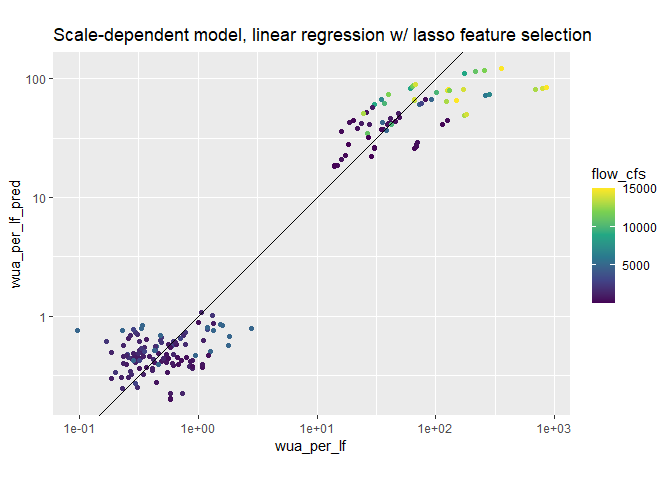 Scale-dependent model, linear regression w/ lasso feature selection
100
10
1
wua_per_lf_pred
1e-01
1e+00
1e+01
1e+02
1e+03
wua_per_lf
flow_cfs
15000
10000
5000